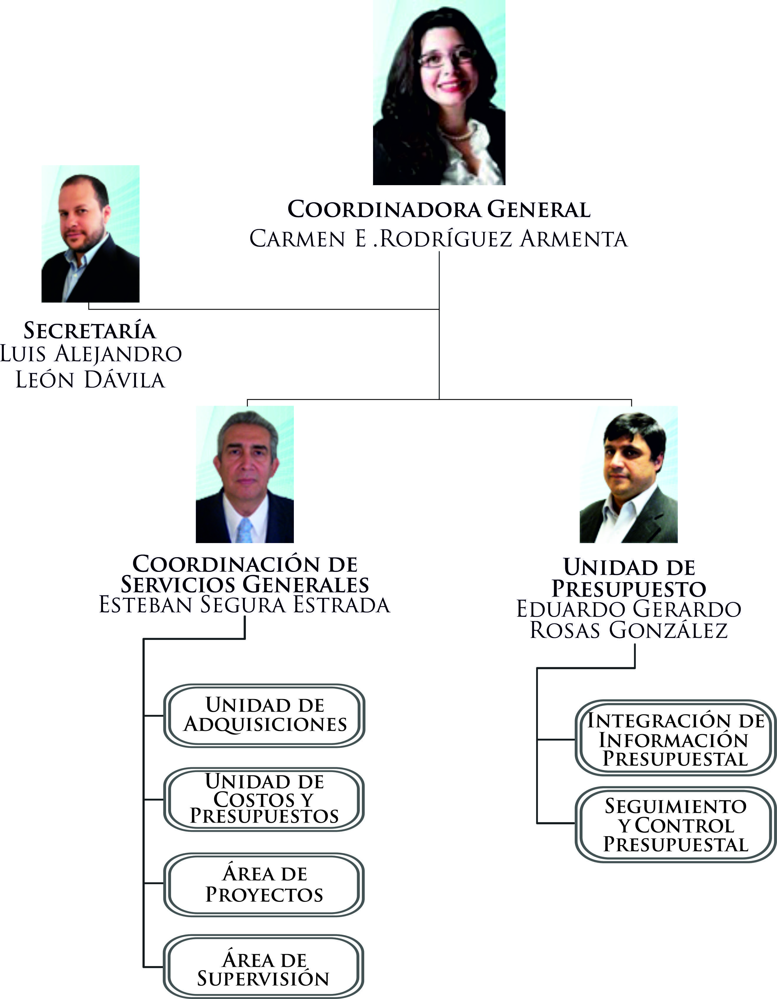 Coordinadora General
Carmen E .Rodríguez Armenta
Secretaría
Luis Alejandro
León Dávila
Coordinación de
Servicios Generales
Esteban Segura Estrada
Unidad de
Presupuesto
Eduardo Gerardo
Rosas González
Unidad de
Adquisiciones
Unidad de
Costos y
Presupuestos
Área de
Proyectos
Área de
Supervisión
Integración de
Información
Presupuestal
Seguimiento
y Control
Presupuestal